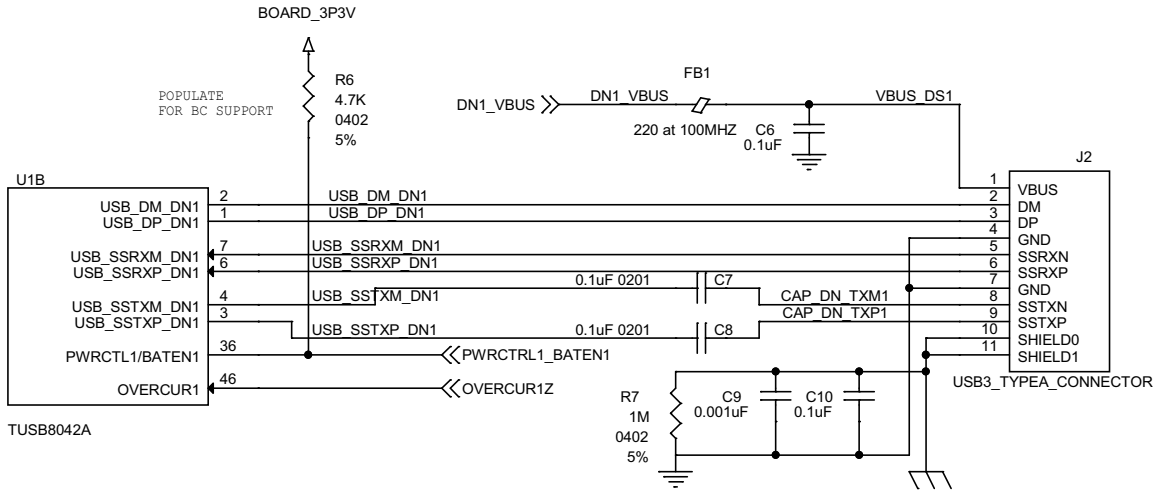 BOARD_3P3V
POPULATE
FOR BC SUPPORT
R6
4.7K
0402
5%
FB1
DN1_VBUS
DN1_VBUS
VBUS_DS1
220 at 100MHZ
C6
0.1uF
J2
U1B
USB_DM_DN1
2
USB_DM_DN1
USB_DP_DN1
1
USB_DP_DN1
USB_SSRXM_DN1
7
USB_SSRXM_DN1
USB_SSRXP_DN1
6
USB_SSRXP_DN1
USB_SSTXM_DN1
4
USB_SSTXM_DN1
0.1uF 0201
C7
CAP_DN_TXM1
USB_SSTXP_DN1
3
USB_SSTXP_DN1
0.1uF 0201
C8
CAP_DN_TXP1
PWRCTL1/BATEN1
36
PWRCTRL1_BATEN1
OVERCUR1
46
OVERCUR1Z
TUSB8042A
1
VBUS
2
DM
3
DP
4
GND
5
SSRXN
6
SSRXP
7
GND
8
SSTXN
9
SSTXP
10
SHIELD0
11
SHIELD1
USB3_TYPEA_CONNECTOR
R7
1M
0402
5%
C9
0.001uF
C10
0.1uF